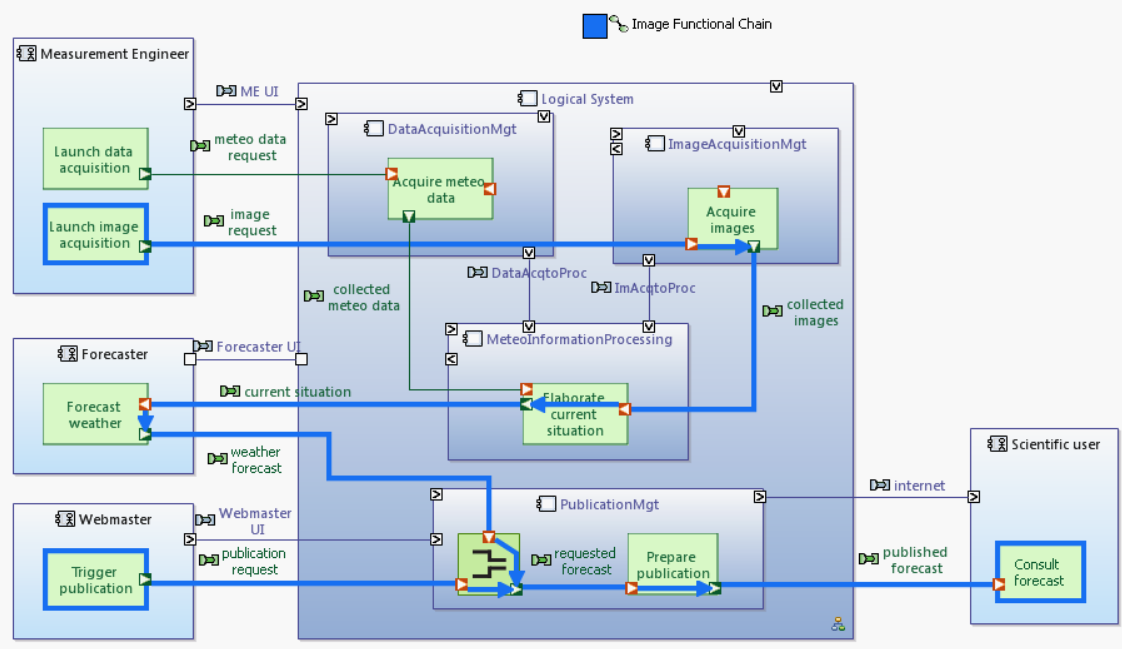 Image Functional Chain
Measurement Engineer
ME UI
Logical System
meteo data
request
DataAcquisitionMgt
ImageAcquisitionMgt
Launch data
acquisition
Acquire meteo
data
Acquire
images
Launch image
acquisition
image
request
DataAcqtoProc
ImAcqtoProc
collected
meteo data
collected
images
Forecaster
Forecaster UI
MeteoInformationProcessing
current situation
Forecast
weather
Elaborate
current
situation
weather
forecast
Scientific user
internet
Webmaster
Webmaster
UI
PublicationMgt
publication
request
requested
forecast
Prepare
publication
published
forecast
Trigger
publication
Consult
forecast